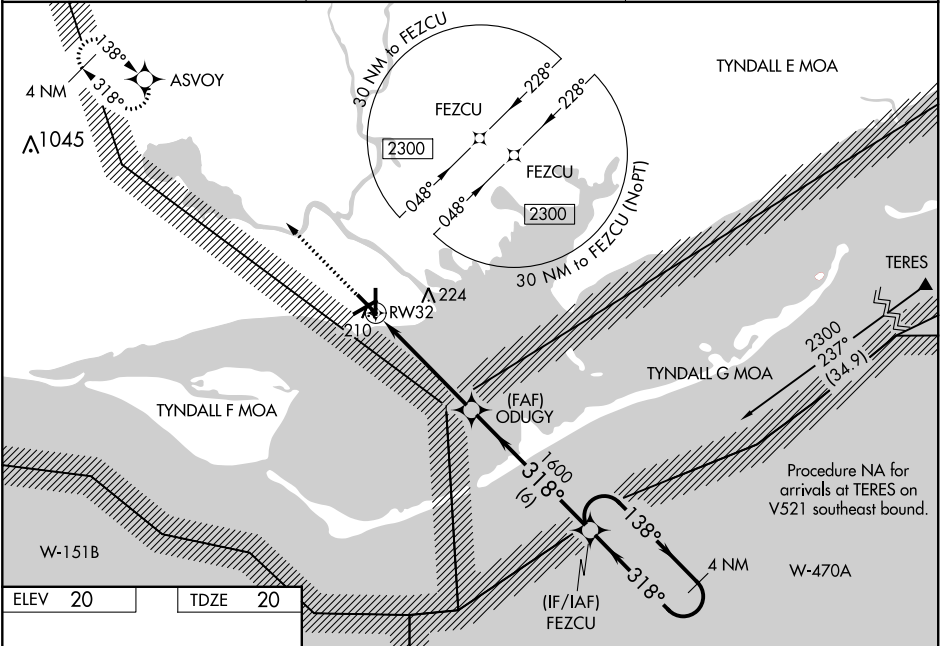 30 NM to FEZCU
138°
318°
4 NM
ASVOY
1045
228°
228°
FEZCU
2300
FEZCU
048°
048°
2300
30 NM to FEZCU (NoPT)
TYNDALL E MOA
224
RW32
210
TERES
2300
237°
(34.9)
TYNDALL F MOA
TYNDALL G MOA
(FAF)
ODUGY
1600
318°
(6)
Procedure NA for
arrivals at TERES on
V521 southeast bound.
138°
318°
4 NM
W-470A
W-151B
(IF/IAF)
FEZCU
ELEV 20
TDZE 20